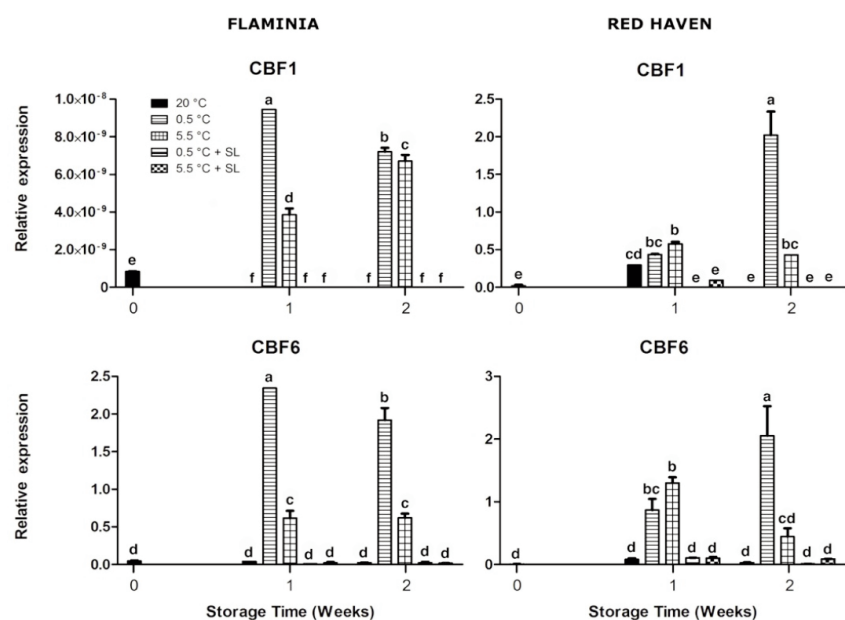 FLAMINIA
RED HAVEN
CBF1
CBF1
Relative expression
1.0×10⁻⁸
8.0×10⁻⁹
6.0×10⁻⁹
4.0×10⁻⁹
2.0×10⁻⁹
0
20 °C
0.5 °C
5.5 °C
0.5 °C + SL
5.5 °C + SL
e f a d f f f b c f f
0 1 2
2.5
2.0
1.5
1.0
0.5
0.0
e cd bc b e e e a bc e e
0 1 2
CBF6
CBF6
Relative expression
2.5
2.0
1.5
1.0
0.5
0.0
d d a c d d d b c d d
0 1 2
Storage Time (Weeks)
3
2
1
0
d d bc b d d d a cd d d
0 1 2
Storage Time (Weeks)